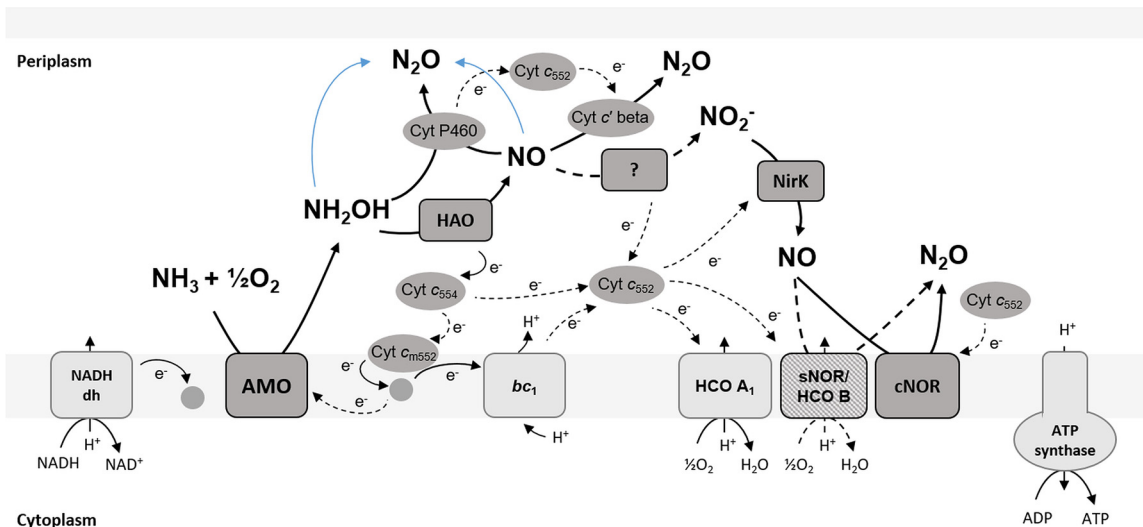 Periplasm
N₂O
Cyt c₅₅₂
e⁻
e⁻
N₂O
Cyt P460
Cyt c′ beta
NO₂⁻
NO
?
NirK
NH₂OH
HAO
e⁻
e⁻
e⁻
NO
N₂O
NH₃ + ½O₂
Cyt c₅₅₄
e⁻
Cyt c₅₅₂
Cyt c₅₅₂
e⁻
H⁺
e⁻
e⁻
e⁻
e⁻
H⁺
Cyt cₘ₅₅₂
NADH
dh
e⁻
AMO
e⁻
e⁻
e⁻
bc₁
HCO A₁
sNOR/
HCO B
cNOR
H⁺
H⁺
H⁺
H⁺
NADH
NAD⁺
½O₂
H₂O
½O₂
H₂O
ATP
synthase
Cytoplasm
ADP
ATP